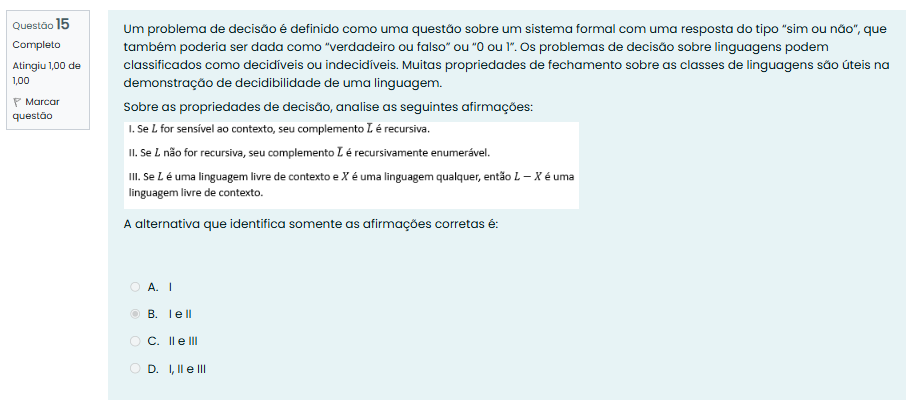 Questão 15
Completo
Atingiu 1,00 de
1,00
Marcar
questão
Um problema de decisão é definido como uma questão sobre um sistema formal com uma resposta do tipo “sim ou não”, que
também poderia ser dada como “verdadeiro ou falso” ou “0 ou 1”. Os problemas de decisão sobre linguagens podem
classificados como decidíveis ou indecidíveis. Muitas propriedades de fechamento sobre as classes de linguagens são úteis na
demonstração de decidibilidade de uma linguagem.
Sobre as propriedades de decisão, analise as seguintes afirmações:
I. Se L for sensível ao contexto, seu complemento L̅ é recursiva.
II. Se L não for recursiva, seu complemento L̅ é recursivamente enumerável.
III. Se L é uma linguagem livre de contexto e X é uma linguagem qualquer, então L − X é uma
linguagem livre de contexto.
A alternativa que identifica somente as afirmações corretas é:
A. I
B. I e II
C. II e III
D. I, II e III